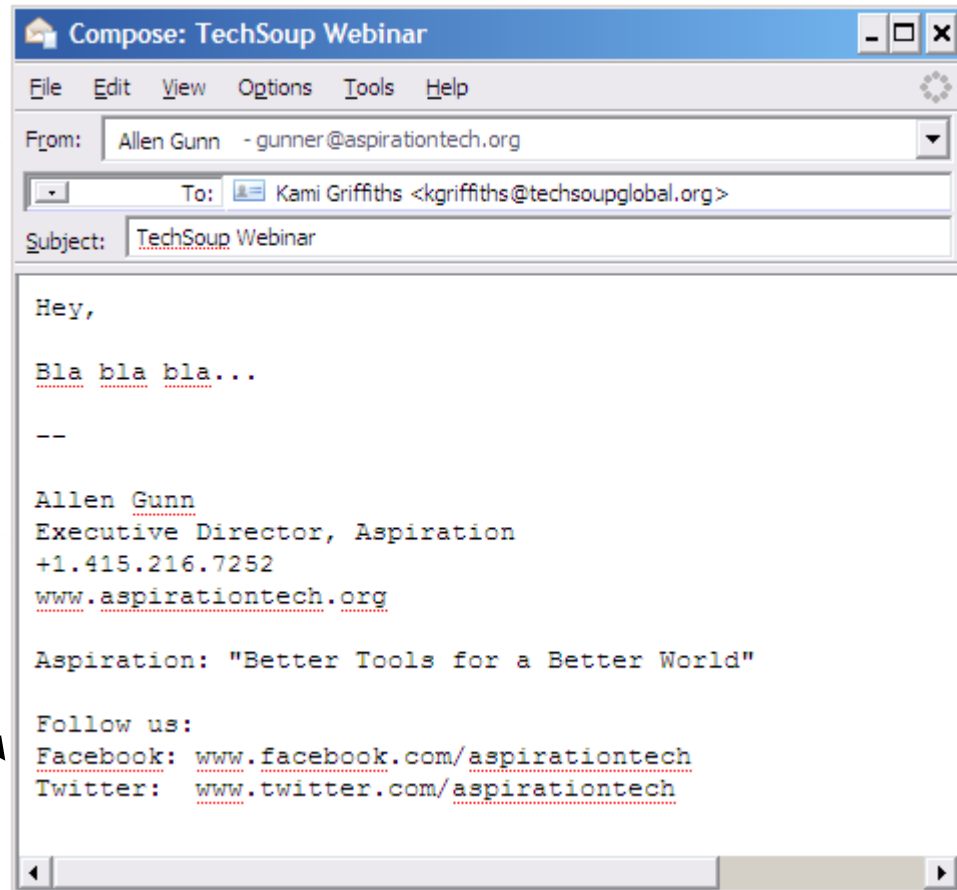 Compose: TechSoup Webinar
File Edit View Options Tools Help
From: Allen Gunn - gunner@aspirationtech.org
To: Kami Griffiths <kgriffiths@techsoupglobal.org>
Subject: TechSoup Webinar
Hey,
Bla bla bla...
--
Allen Gunn
Executive Director, Aspiration
+1.415.216.7252
www.aspirationtech.org
Aspiration: "Better Tools for a Better World"
Follow us:
Facebook: www.facebook.com/aspirationtech
Twitter: www.twitter.com/aspirationtech